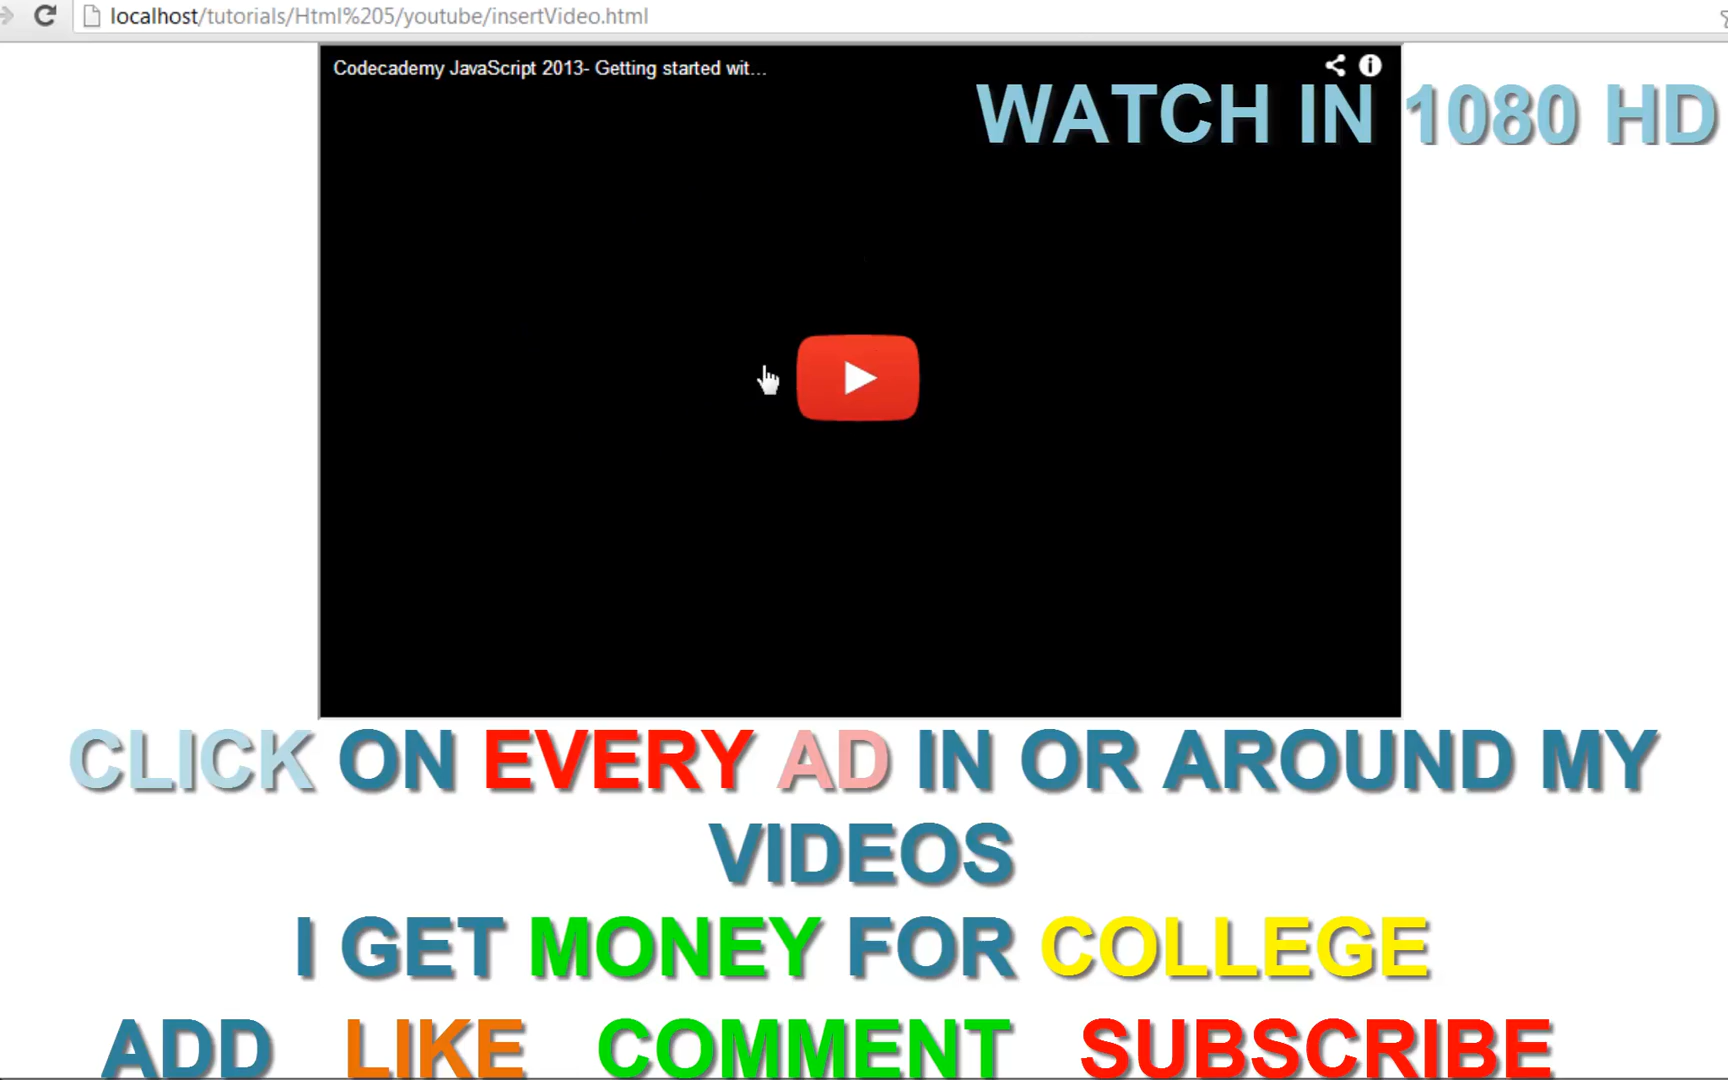 localhost/tutorials/Html%205/youtube/insertVideo.html
Codecademy JavaScript 2013- Getting started wit...
WATCH IN 1080 HD
CLICK ON EVERY AD IN OR AROUND MY
VIDEOS
I GET MONEY FOR COLLEGE
ADD LIKE COMMENT SUBSCRIBE